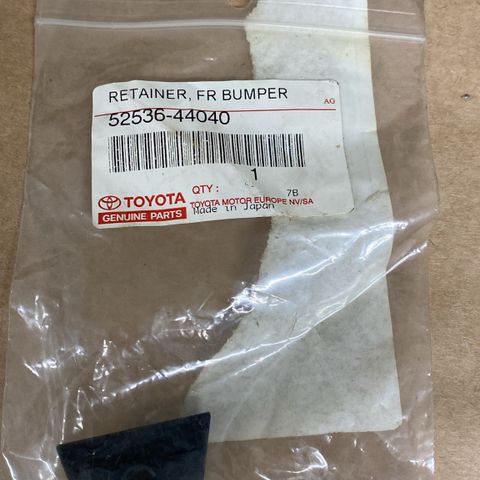 RETAINER, FR BUMPER
AG
52536-44040
1
QTY :
7B
TOYOTA
TOYOTA MOTOR EUROPE NV/SA
GENUINE PARTS
Made in Japan